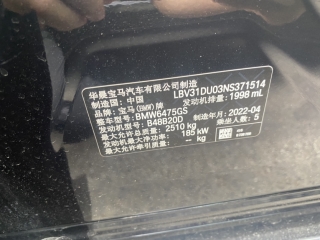 华晨宝马汽车有限公司制造
制造国：中国 LBV31DU03NS371514
品牌：宝马(BMW)牌 发动机排量：1998 mL
整车型号：BMW6475GS
发动机型号：B48B20D 制造年月：2022-04
最大允许总质量：2510 kg 乘坐人数：5
发动机最大净功率：185 kW
最大允许牵引质量：-- kg